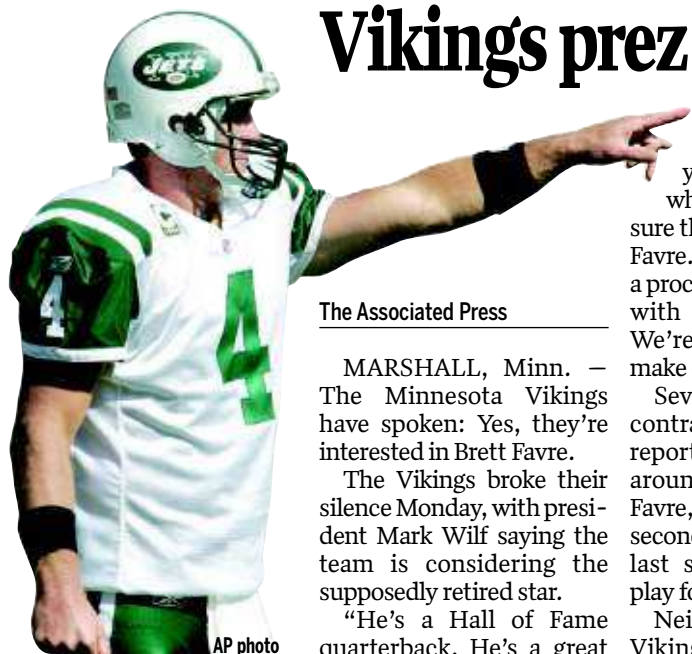 Vikings prez
JETS
4
4
AP photo
The Associated Press
MARSHALL, Minn. —
The Minnesota Vikings
have spoken: Yes, they’re
interested in Brett Favre.
The Vikings broke their
silence Monday, with presi-
dent Mark Wilf saying the
team is considering the
supposedly retired star.
“He’s a Hall of Fame
quarterback. He’s a great
y
wh
sure th
Favre.
a proc
with
We’re
make
Sev
contra
report
aroun
Favre,
secon
last s
play fo
Nei
Viking